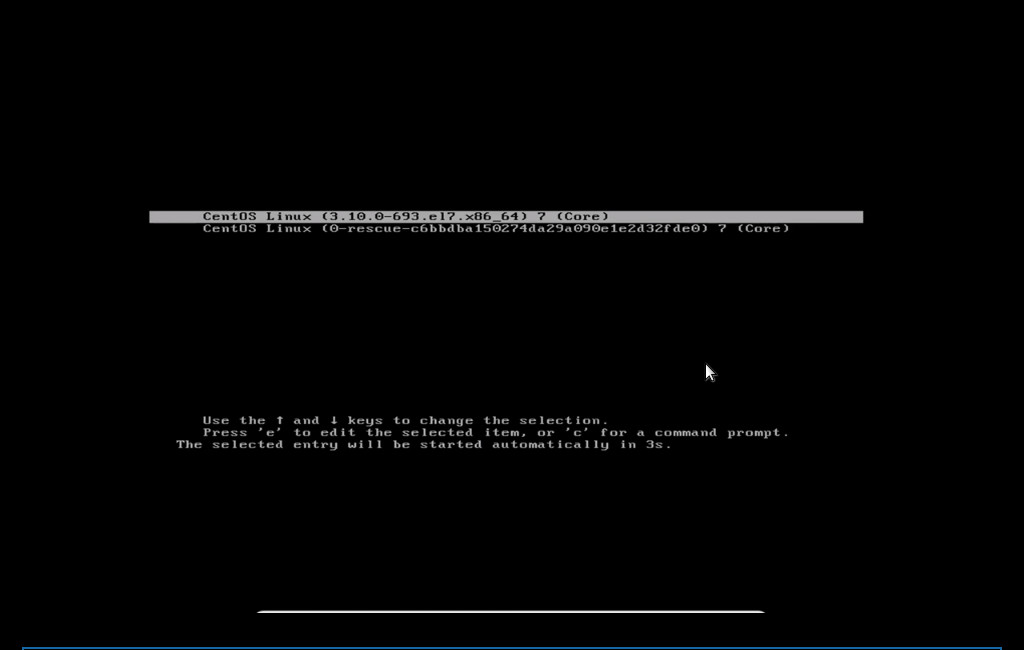 CentOS Linux (3.10.0-693.el7.x86_64) 7 (Core)
CentOS Linux (0-rescue-c6bbdba150274da29a090e1e2d32fde0) 7 (Core)
Use the ↑ and ↓ keys to change the selection.
Press 'e' to edit the selected item, or 'c' for a command prompt.
The selected entry will be started automatically in 3s.